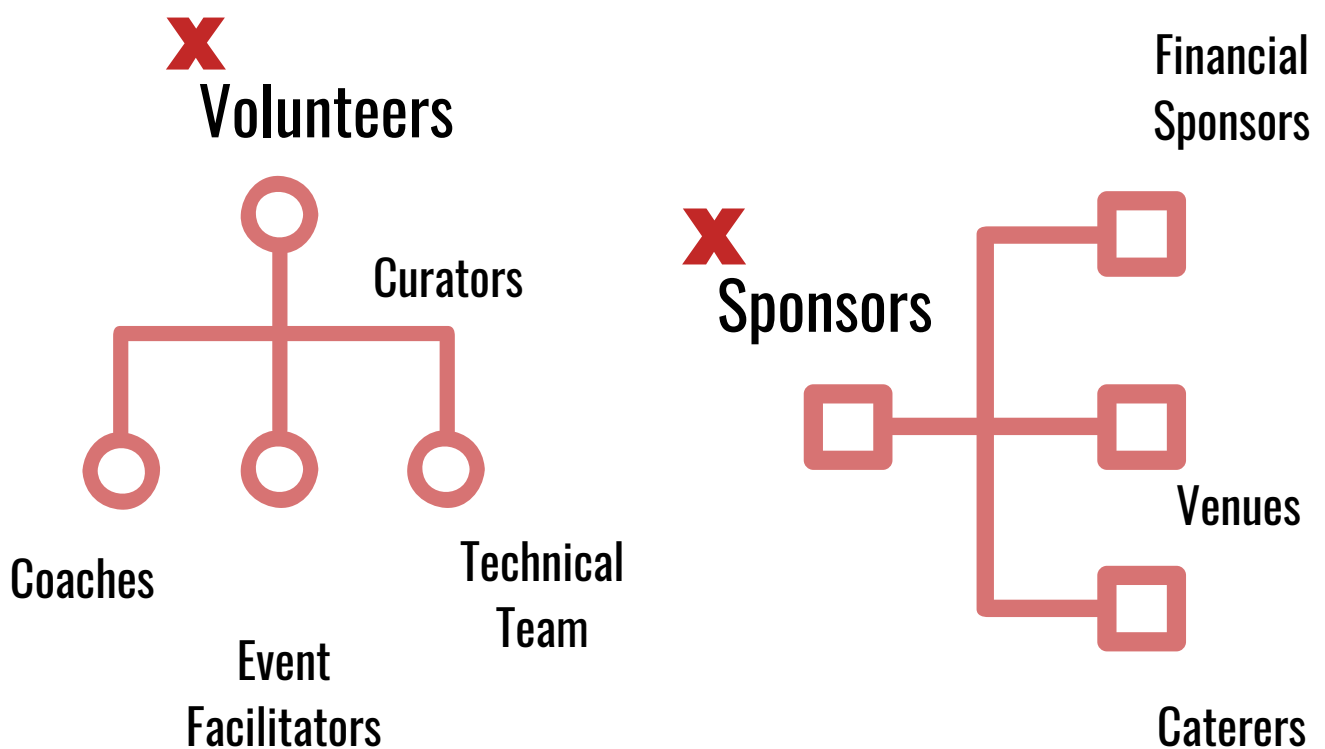 x
Volunteers
Curators
Coaches
Technical
Team
Event
Facilitators
x
Sponsors
Financial
Sponsors
Venues
Caterers